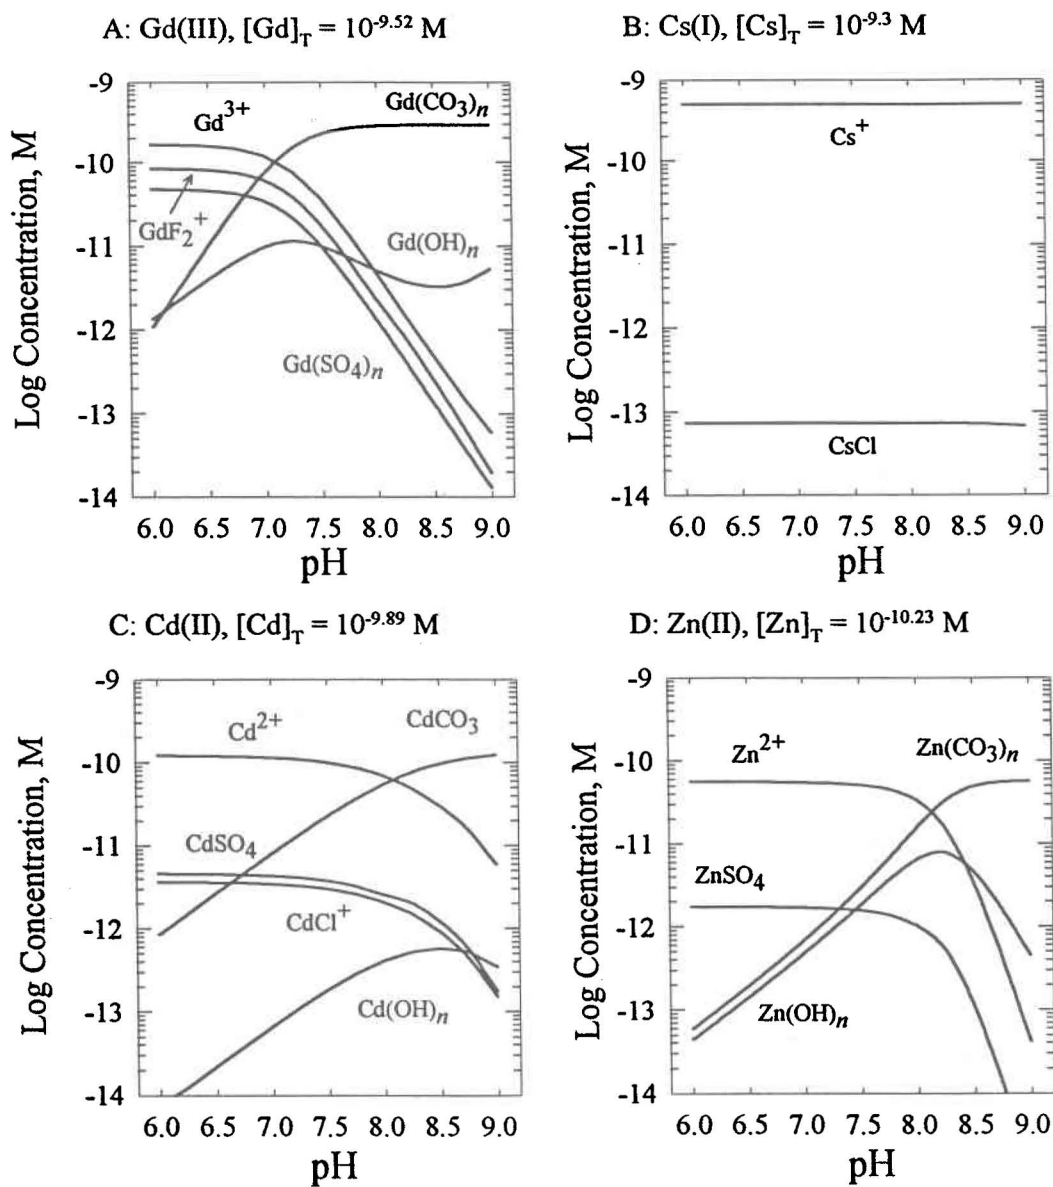 A: Gd(III), [Gd]T = 10-9.52 M
B: Cs(I), [Cs]T = 10-9.3 M
-9
-10
-11
-12
-13
-14
Log Concentration, M
Gd3+
Gd(CO3)n
GdF2+
Gd(OH)n
Gd(SO4)n
6.0 6.5 7.0 7.5 8.0 8.5 9.0
pH
-9
-10
-11
-12
-13
-14
Log Concentration, M
Cs+
CsCl
6.0 6.5 7.0 7.5 8.0 8.5 9.0
pH
C: Cd(II), [Cd]T = 10-9.89 M
D: Zn(II), [Zn]T = 10-10.23 M
-9
-10
-11
-12
-13
-14
Log Concentration, M
Cd2+
CdCO3
CdSO4
CdCl+
Cd(OH)n
6.0 6.5 7.0 7.5 8.0 8.5 9.0
pH
-9
-10
-11
-12
-13
-14
Log Concentration, M
Zn2+
Zn(CO3)n
ZnSO4
Zn(OH)n
6.0 6.5 7.0 7.5 8.0 8.5 9.0
pH